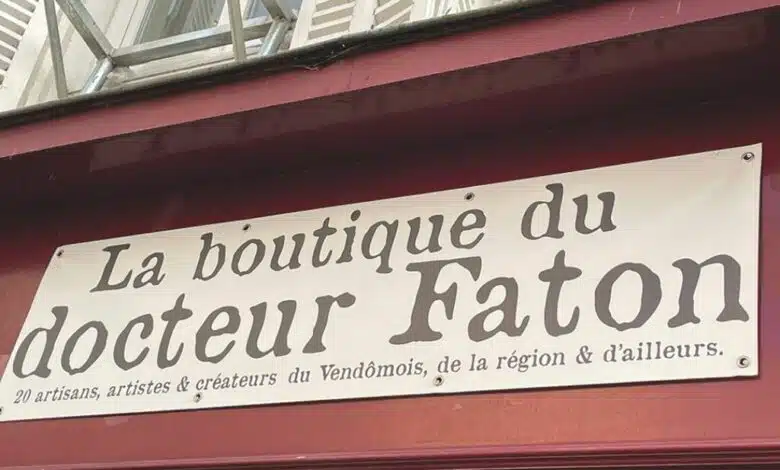 La boutique du
docteur Faton
20 artisans, artistes & créateurs du Vendômois, de la région & d'ailleurs.